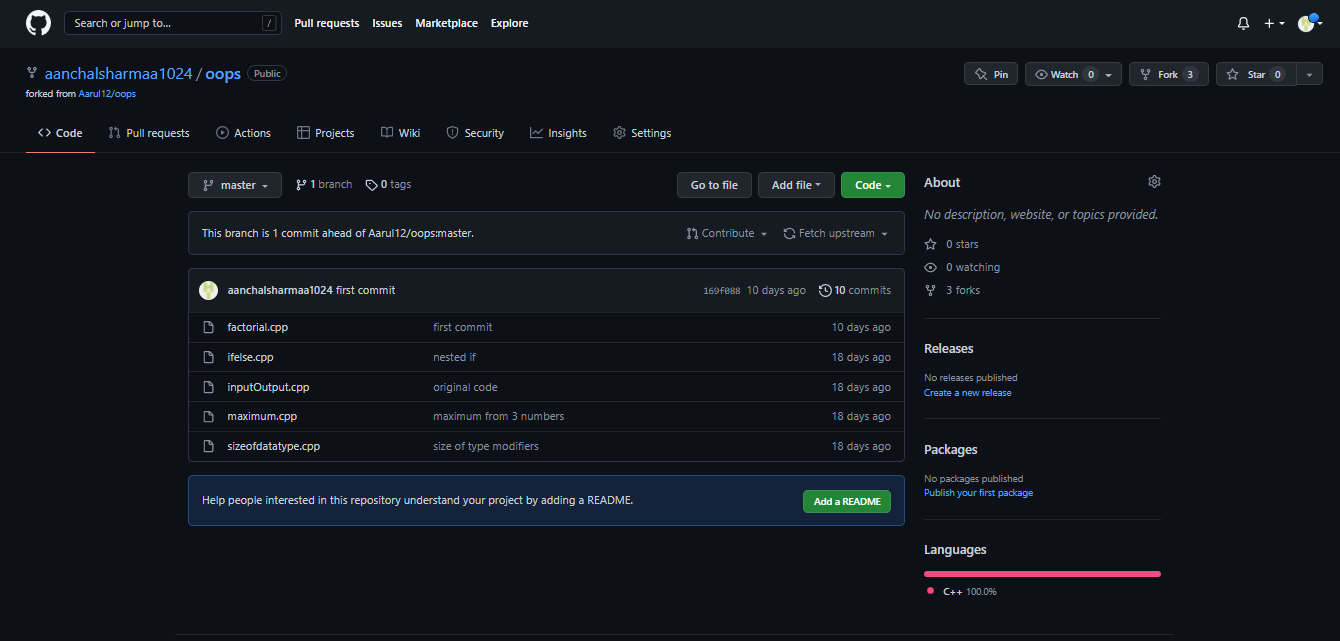 Search or jump to... / Pull requests Issues Marketplace Explore
aanchalsharmaa1024 / oops Public Pin Watch 0 Fork 3 Star 0
forked from Aarul12/oops
Code Pull requests Actions Projects Wiki Security Insights Settings
master 1 branch 0 tags Go to file Add file Code
This branch is 1 commit ahead of Aarul12/oops:master. Contribute Fetch upstream
aanchalsharmaa1024 first commit 169f088 10 days ago 10 commits
factorial.cpp first commit 10 days ago
ifelse.cpp nested if 18 days ago
inputOutput.cpp original code 18 days ago
maximum.cpp maximum from 3 numbers 18 days ago
sizeofdatatype.cpp size of type modifiers 18 days ago
Help people interested in this repository understand your project by adding a README. Add a README
About
No description, website, or topics provided.
0 stars
0 watching
3 forks
Releases
No releases published
Create a new release
Packages
No packages published
Publish your first package
Languages
C++ 100.0%